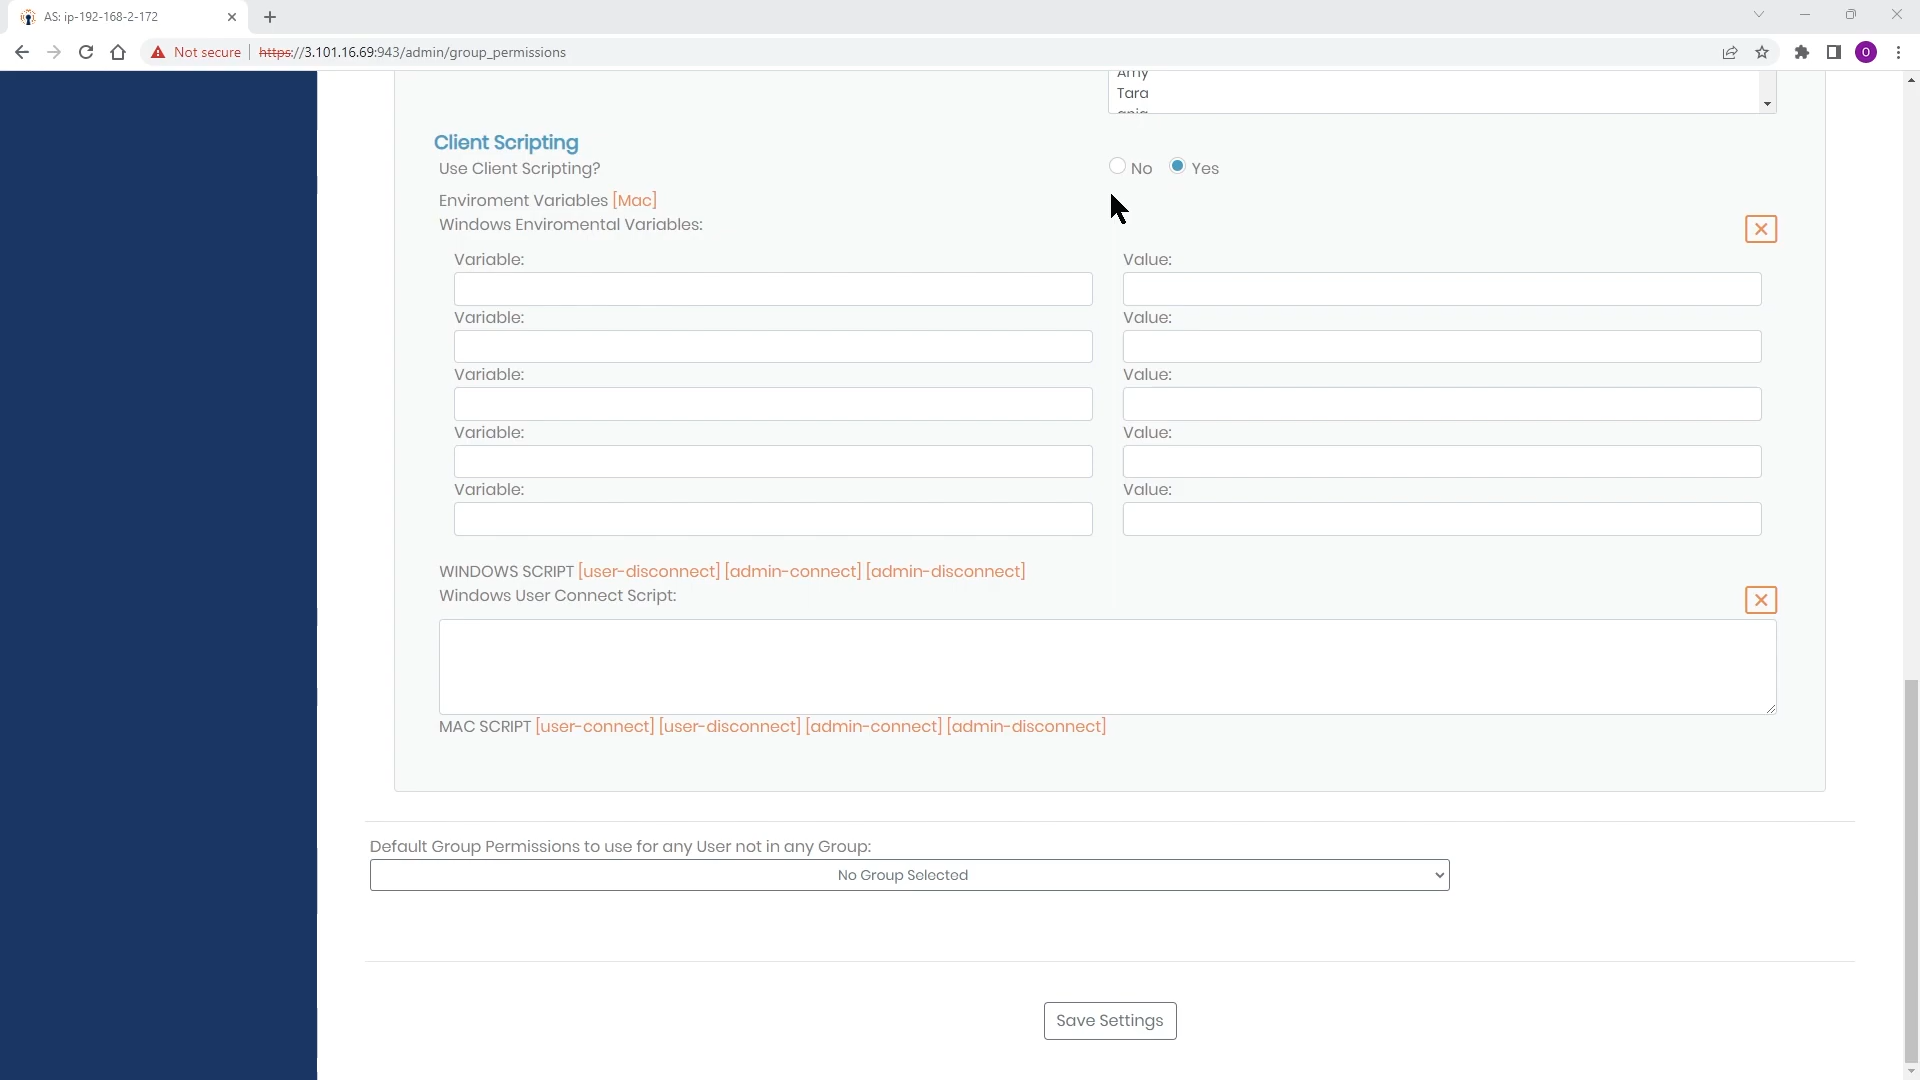 AS: ip-192-168-2-172
Not secure https://3.101.16.69:943/admin/group_permissions
O
Amy
Tara
Client Scripting
Use Client Scripting?
No Yes
Enviroment Variables [Mac]
Windows Enviromental Variables:
Variable: Value:
Variable: Value:
Variable: Value:
Variable: Value:
Variable: Value:
WINDOWS SCRIPT [user-disconnect] [admin-connect] [admin-disconnect]
Windows User Connect Script:
MAC SCRIPT [user-connect] [user-disconnect] [admin-connect] [admin-disconnect]
Default Group Permissions to use for any User not in any Group:
No Group Selected
Save Settings